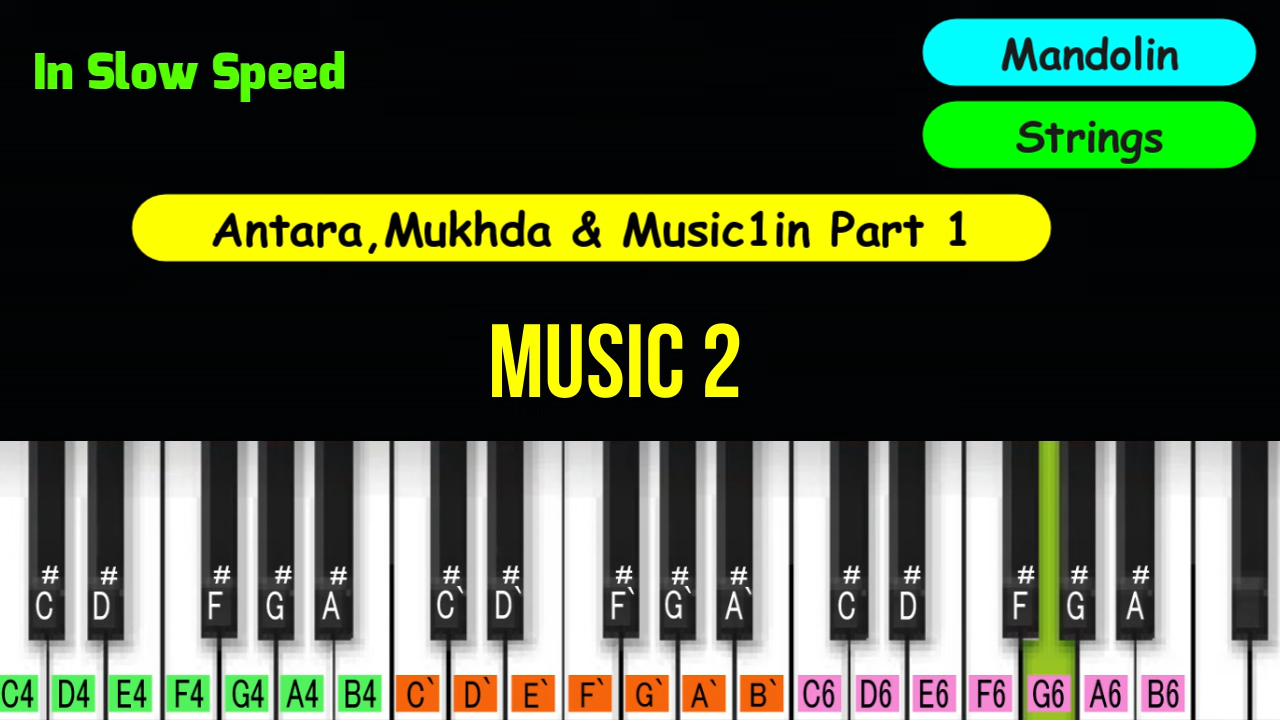 In Slow Speed
Mandolin
Strings
Antara,Mukhda & Music1in Part 1
MUSIC 2
# # # # # # # # # # # # # # #
C D F G A C` D` F` G` A` C D F G A
C4 D4 E4 F4 G4 A4 B4 C` D` E` F` G` A` B` C6 D6 E6 F6 G6 A6 B6